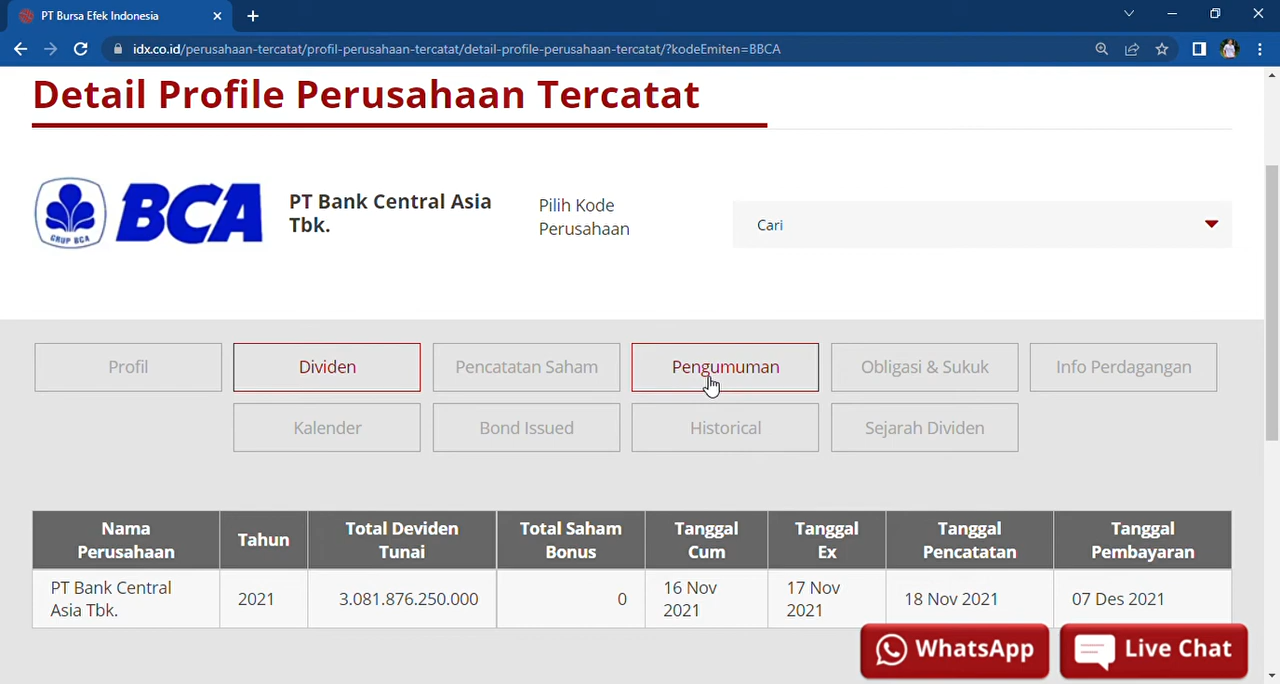 PT Bursa Efek Indonesia
idx.co.id/perusahaan-tercatat/profil-perusahaan-tercatat/detail-profile-perusahaan-tercatat/?kodeEmiten=BBCA
Detail Profile Perusahaan Tercatat
GRUP BCA
BCA
PT Bank Central Asia
Tbk.
Pilih Kode
Perusahaan
Cari
Profil
Dividen
Pencatatan Saham
Pengumuman
Obligasi & Sukuk
Info Perdagangan
Kalender
Bond Issued
Historical
Sejarah Dividen
Nama
Perusahaan
Tahun
Total Deviden
Tunai
Total Saham
Bonus
Tanggal
Cum
Tanggal
Ex
Tanggal
Pencatatan
Tanggal
Pembayaran
PT Bank Central
Asia Tbk.
2021
3.081.876.250.000
0
16 Nov
2021
17 Nov
2021
18 Nov 2021
07 Des 2021
WhatsApp
Live Chat